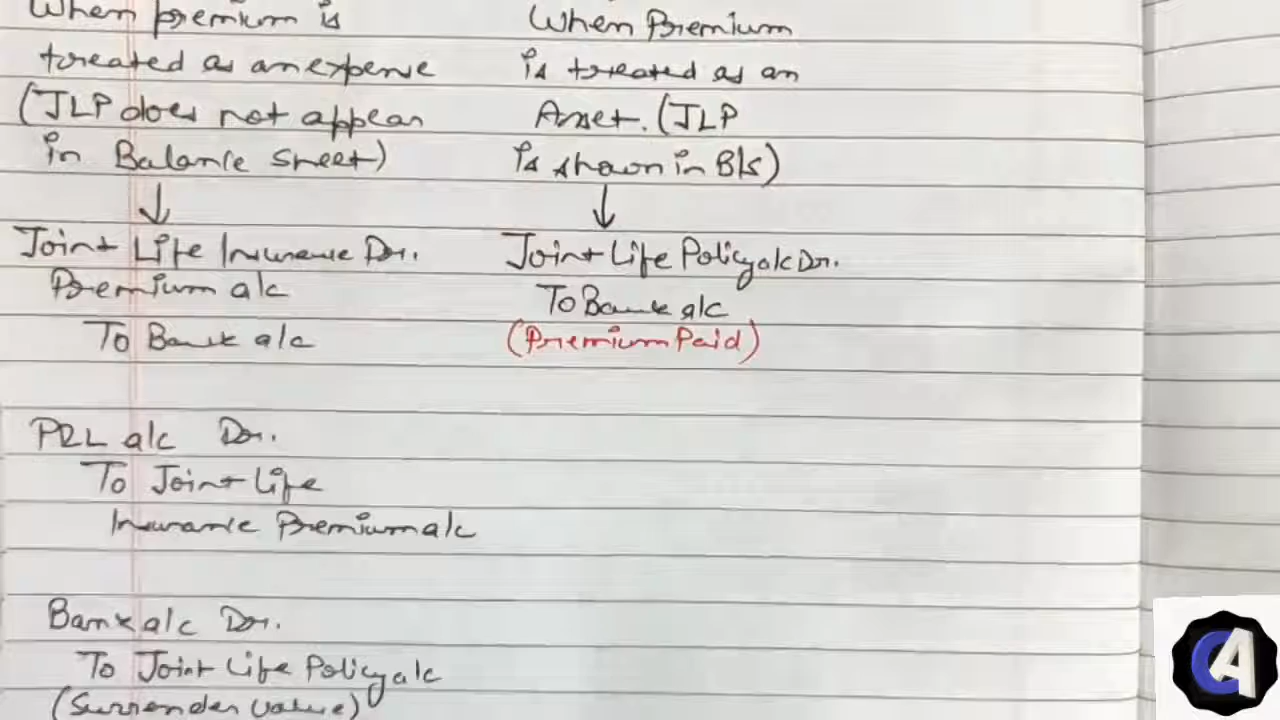 When premium is
treated as an expense
(JLP does not appear
in Balance sheet)
↓
Joint Life Insurance Dr.
Premium a/c
To Bank a/c
P&L a/c Dr.
To Joint Life
Insurance Premium a/c
Bank a/c Dr.
To Joint Life Policy a/c
(Surrender value)
When Premium
is treated as an
Asset. (JLP
is shown in B/s)
↓
Joint Life Policy a/c Dr.
To Bank a/c
(Premium Paid)
CA